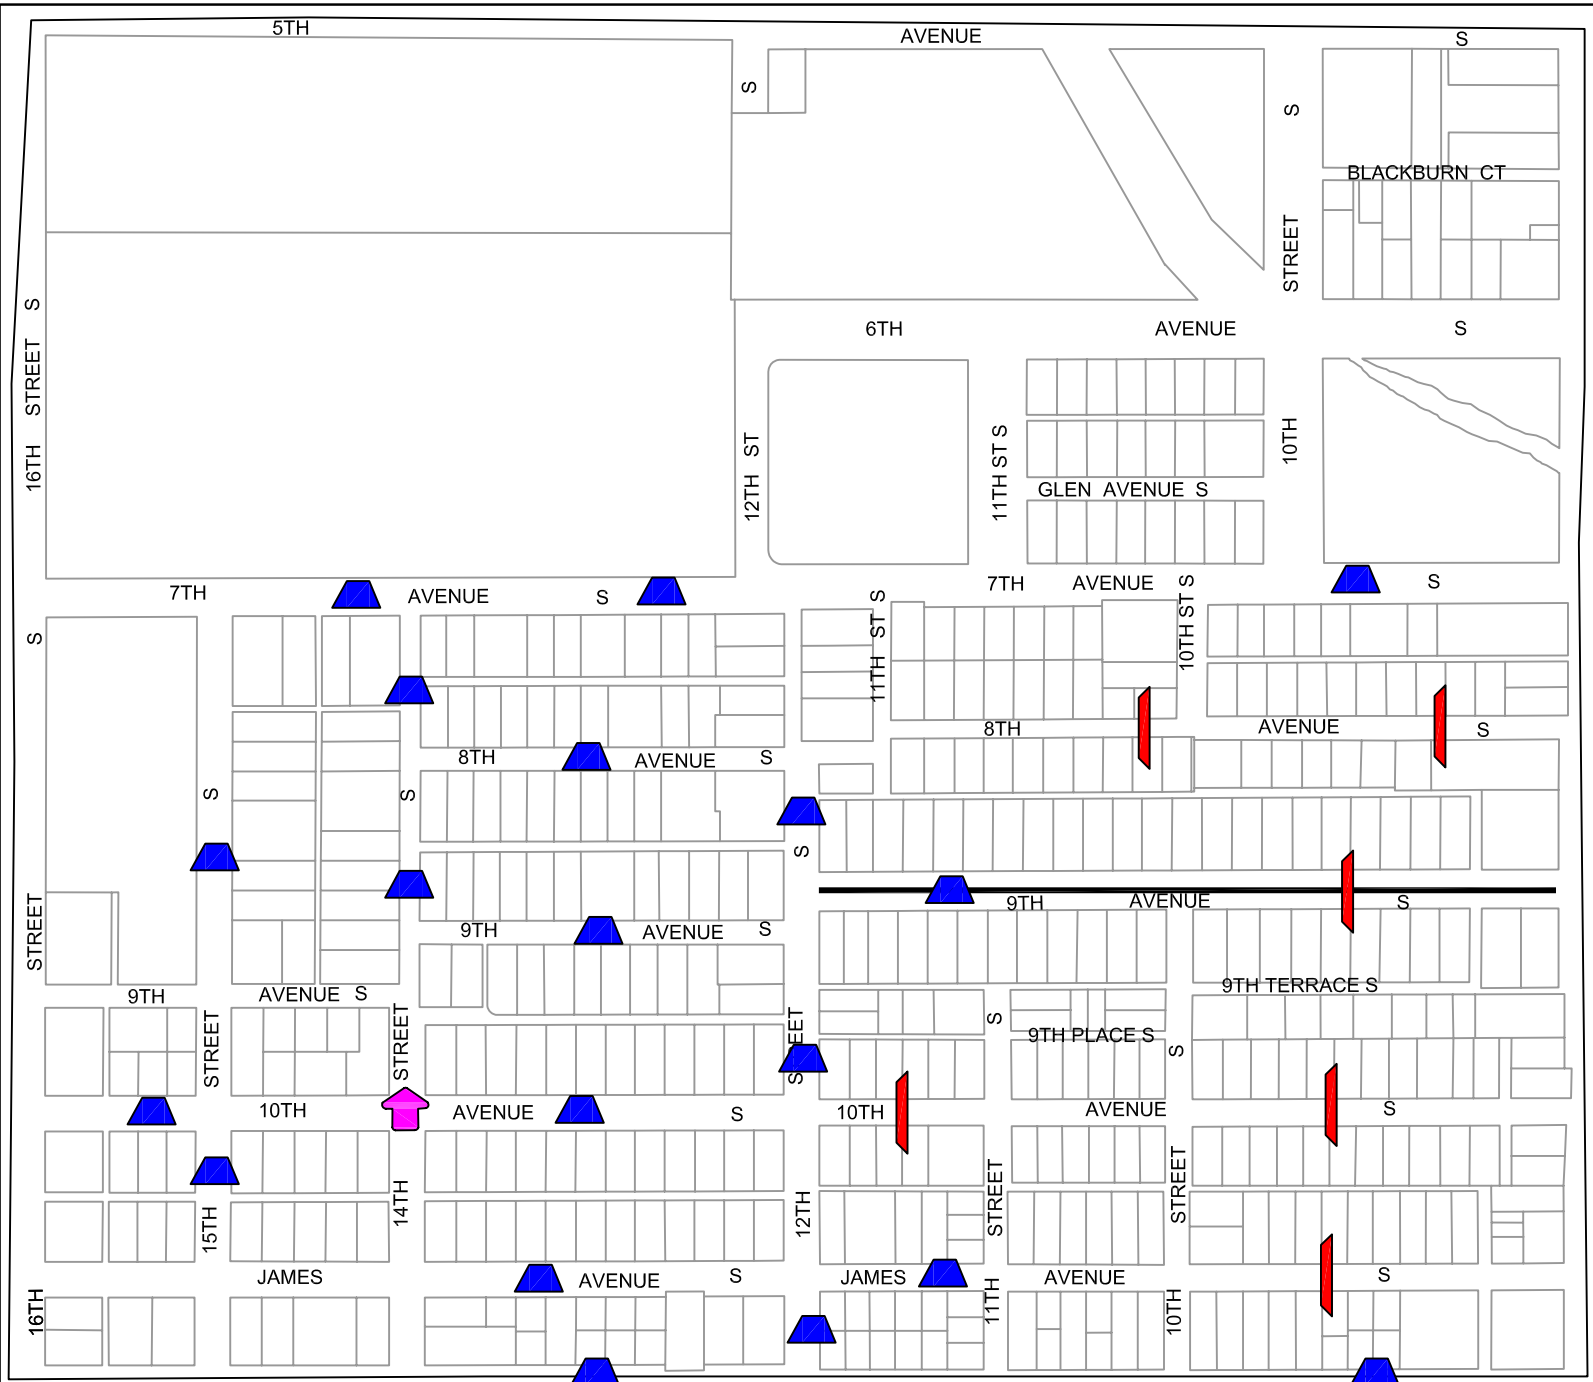 5TH AVENUE S
S
S
BLACKBURN CT
STREET
S
6TH AVENUE S
STREET
16TH
12TH ST
11TH ST S
10TH
GLEN AVENUE S
7TH AVENUE S
7TH AVENUE S
S
11TH ST S
10TH ST S
8TH AVENUE S
8TH AVENUE S
S
S
S
STREET
9TH AVENUE S
9TH AVENUE S
9TH AVENUE S
9TH TERRACE S
9TH PLACE S
S
S
STREET
STREET
10TH AVENUE S
10TH AVENUE S
15TH
14TH
12TH
STREET
STREET
JAMES AVENUE S
JAMES AVENUE S
16TH
11TH
10TH